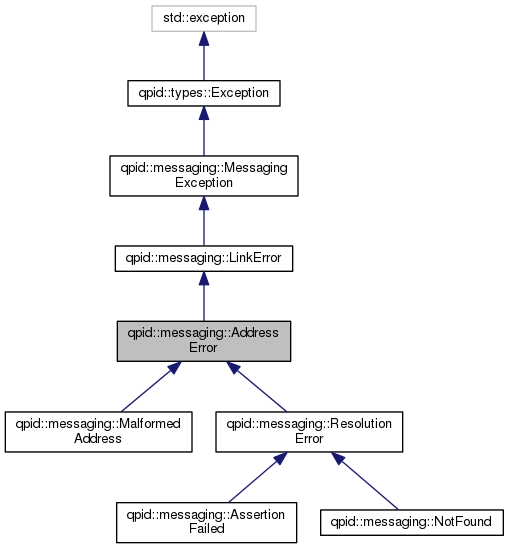 std::exception
qpid::types::Exception
qpid::messaging::Messaging
Exception
qpid::messaging::LinkError
qpid::messaging::Address
Error
qpid::messaging::Malformed
Address
qpid::messaging::Resolution
Error
qpid::messaging::Assertion
Failed
qpid::messaging::NotFound